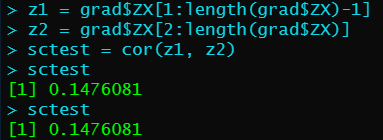 > z1 = grad$ZX[1:length(grad$ZX)-1]
> z2 = grad$ZX[2:length(grad$ZX)]
> sctest = cor(z1, z2)
> sctest
[1] 0.1476081
> sctest
[1] 0.1476081